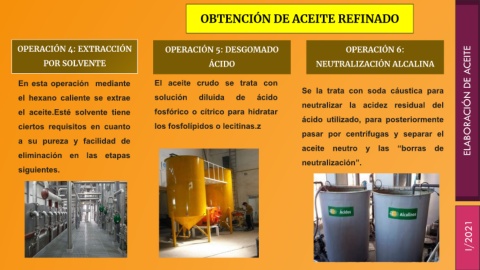 OBTENCIÓN DE ACEITE REFINADO
OPERACIÓN 4: EXTRACCIÓN
POR SOLVENTE
En esta operación mediante
el hexano caliente se extrae
el aceite.Esté solvente tiene
ciertos requisitos en cuanto
a su pureza y facilidad de
eliminación en las etapas
siguientes.
OPERACIÓN 5: DESGOMADO
ÁCIDO
El aceite crudo se trata con
solución diluida de ácido
fosfórico o cítrico para hidratar
los fosfolípidos o lecitinas.z
OPERACIÓN 6:
NEUTRALIZACIÓN ALCALINA
Se la trata con soda cáustica para
neutralizar la acidez residual del
ácido utilizado, para posteriormente
pasar por centrifugas y separar el
aceite neutro y las “borras de
neutralización”.
Ácidos
Alcalinos
ELABORACIÓN DE ACEITE
I/2021